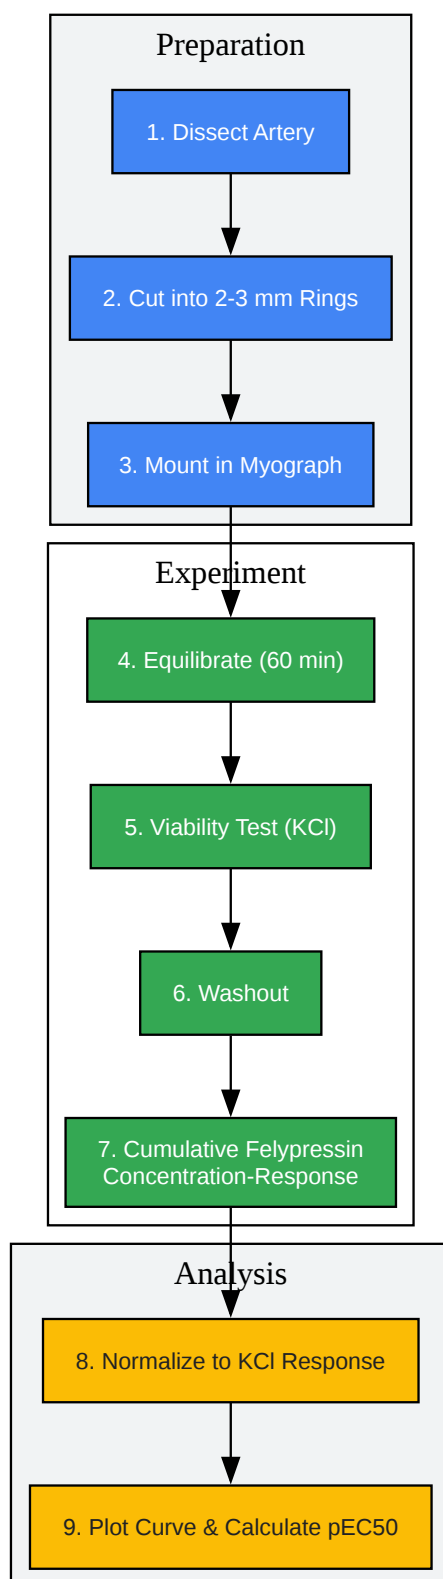 Preparation
1. Dissect Artery
2. Cut into 2-3 mm Rings
3. Mount in Myograph
Experiment
4. Equilibrate (60 min)
5. Viability Test (KCl)
6. Washout
7. Cumulative Felypressin
Concentration-Response
Analysis
8. Normalize to KCl Response
9. Plot Curve & Calculate pEC50